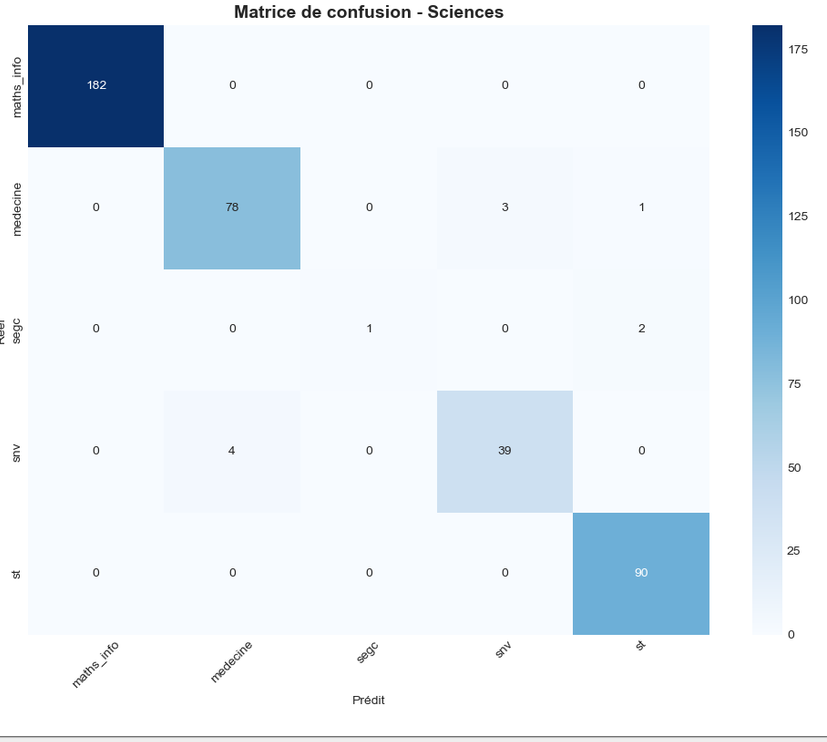 Matrice de confusion - Sciences
maths_info 182 0 0 0 0
medecine 0 78 0 3 1
segc 0 0 1 0 2
snv 0 4 0 39 0
st 0 0 0 0 90
maths_info medecine segc snv st
Prédit
175
150
125
100
75
50
25
0